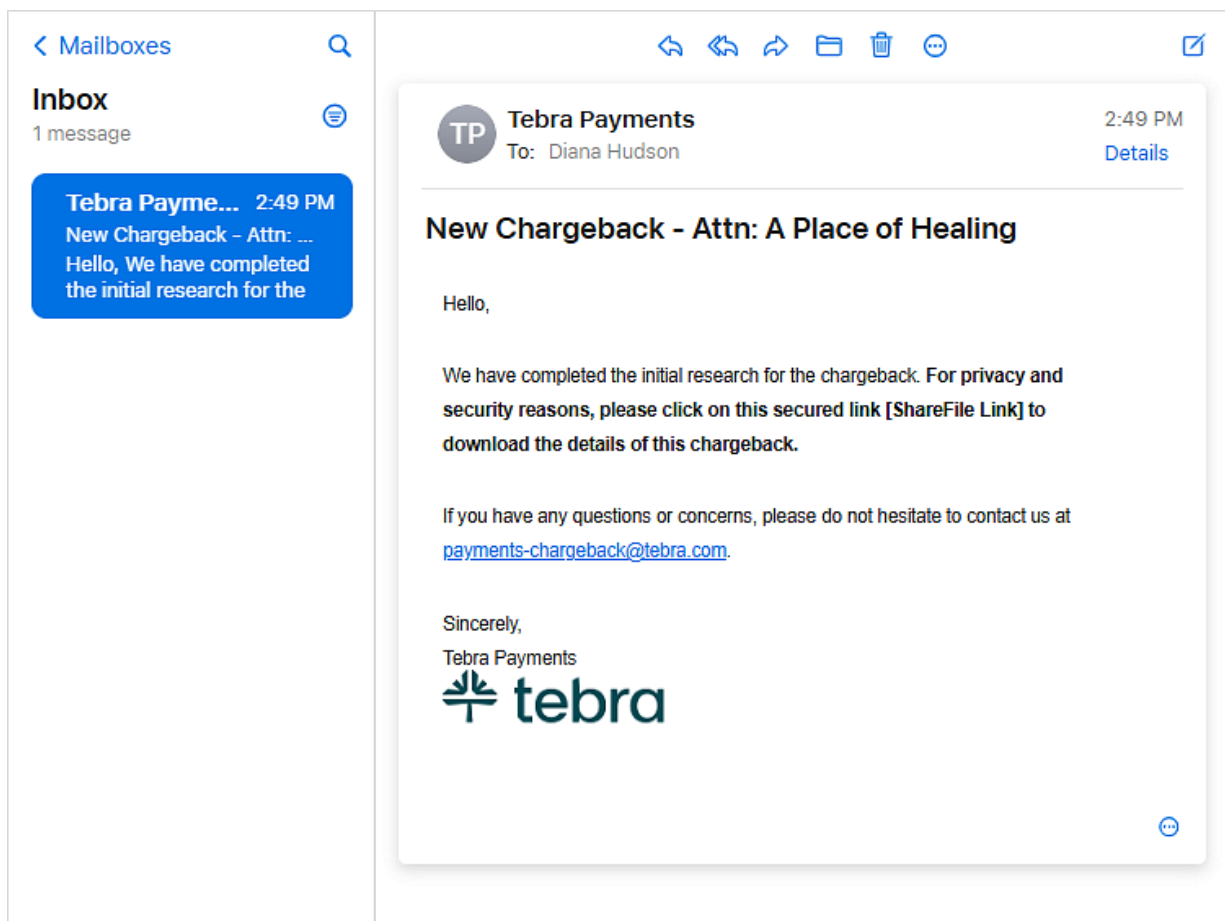 Mailboxes
Inbox
1 message
Tebra Payme... 2:49 PM
New Chargeback - Attn: ...
Hello, We have completed
the initial research for the
TP
Tebra Payments
2:49 PM
To: Diana Hudson
Details
New Chargeback - Attn: A Place of Healing
Hello,
We have completed the initial research for the chargeback. For privacy and
security reasons, please click on this secured link [ShareFile Link] to
download the details of this chargeback.
If you have any questions or concerns, please do not hesitate to contact us at
payments-chargeback@tebra.com.
Sincerely,
Tebra Payments
tebra